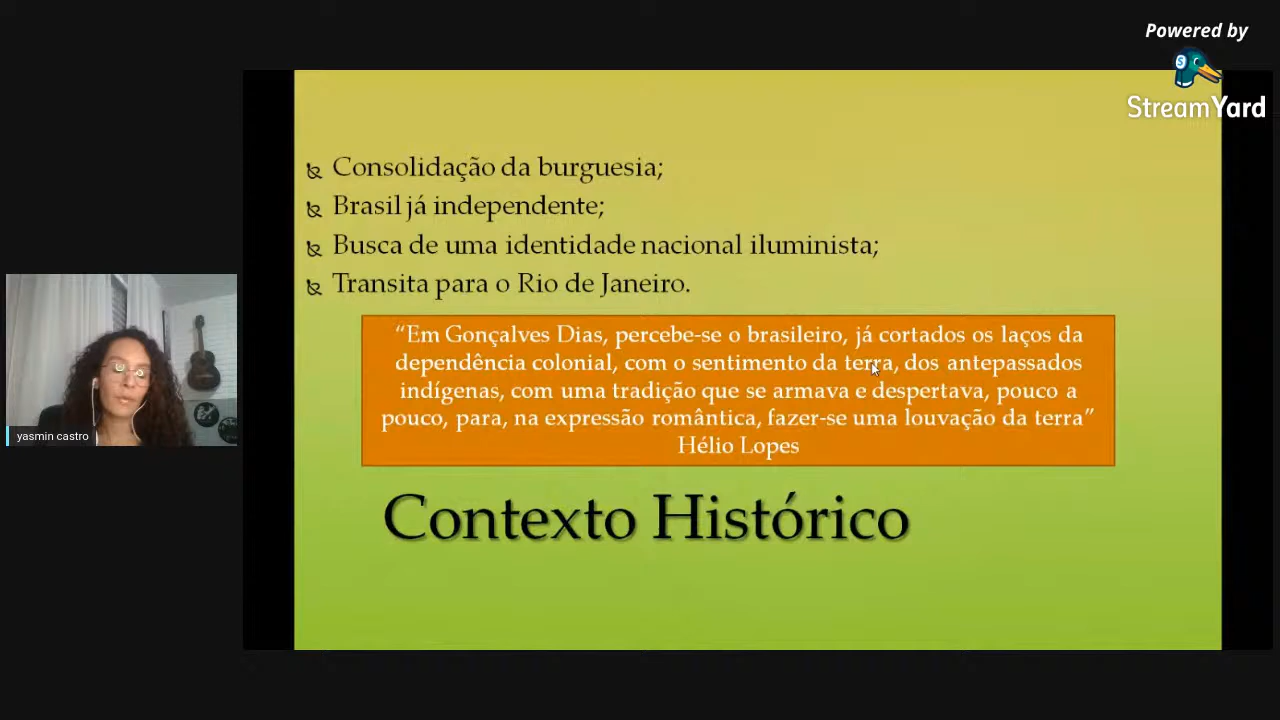 Powered by
StreamYard
Consolidação da burguesia;
Brasil já independente;
Busca de uma identidade nacional iluminista;
Transita para o Rio de Janeiro.
“Em Gonçalves Dias, percebe-se o brasileiro, já cortados os laços da
dependência colonial, com o sentimento da terra, dos antepassados
indígenas, com uma tradição que se armava e despertava, pouco a
pouco, para, na expressão romântica, fazer-se uma louvação da terra”
Hélio Lopes
yasmin castro
Contexto Histórico